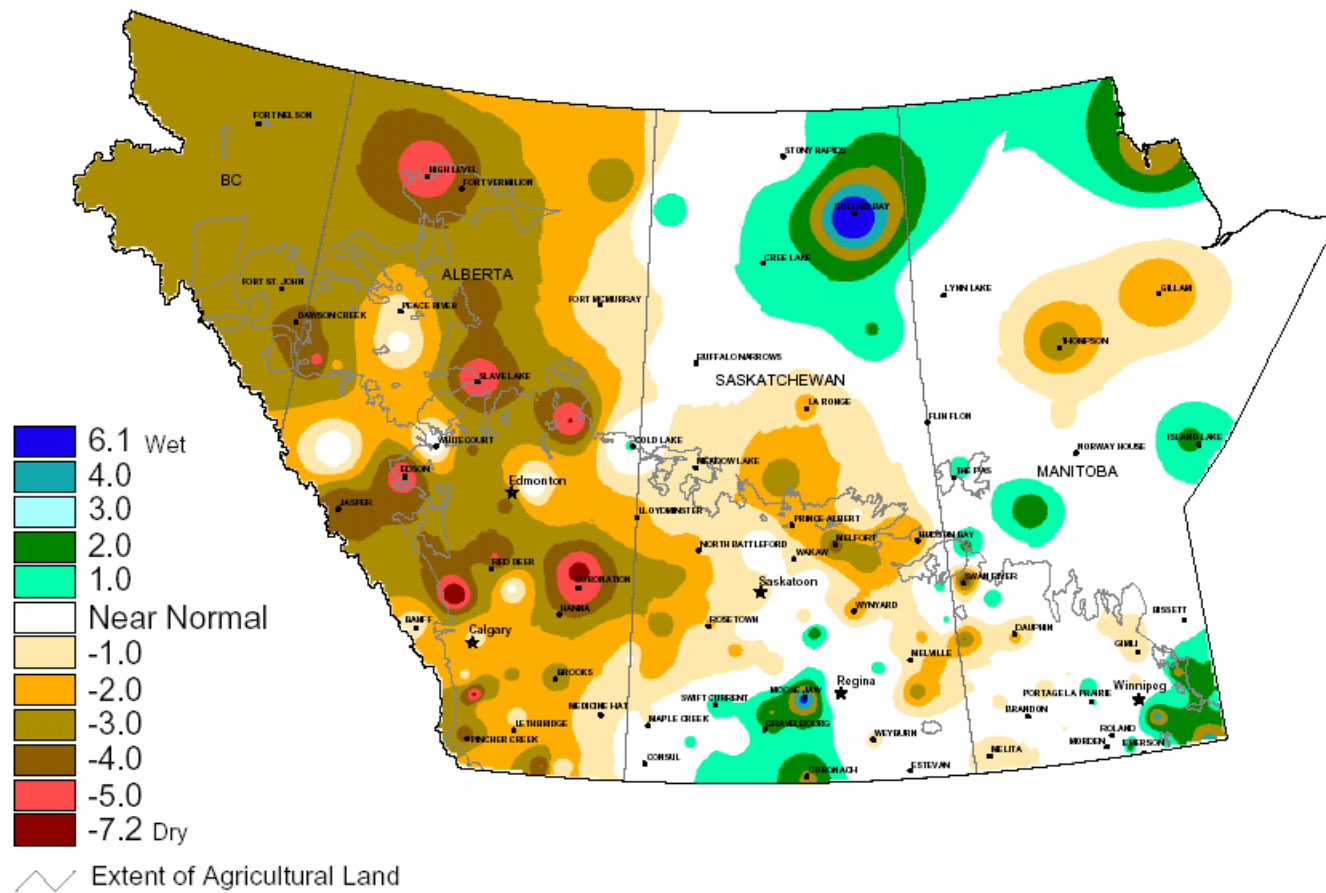 FORT NELSON
BC
STONY RAPIDS
HIGH LEVEL
FORT VERMILION
COLLINS BAY
CREE LAKE
ALBERTA
FORT ST. JOHN
FORT MCMURRAY
LYNN LAKE
GILLAM
PEACE RIVER
DAWSON CREEK
THOMPSON
BUFFALO NARROWS
SASKATCHEWAN
SLAVE LAKE
LA RONGE
FLIN FLON
ISLAND LAKE
WHITECOURT
COLD LAKE
NORWAY HOUSE
MEADOW LAKE
THE PAS
MANITOBA
EDSON
Edmonton
JASPER
LLOYDMINSTER
PRINCE ALBERT
HUDSON BAY
MELFORT
NORTH BATTLEFORD
WAKAW
RED DEER
CORONATION
Saskatoon
SWAN RIVER
HANNA
WYNYARD
BISSETT
BANFF
Calgary
ROSETOWN
DAUPHIN
GIMLI
MELVILLE
BROOKS
Regina
Winnipeg
MOOSE JAW
SWIFT CURRENT
PORTAGE LA PRAIRIE
MEDICINE HAT
BRANDON
LETHBRIDGE
MAPLE CREEK
GRAVELBOURG
ROLAND
PINCHER CREEK
WEYBURN
MORDEN
EMERSON
MELITA
CONSUL
CORONACH
ESTEVAN
6.1 Wet
4.0
3.0
2.0
1.0
Near Normal
-1.0
-2.0
-3.0
-4.0
-5.0
-7.2 Dry
Extent of Agricultural Land